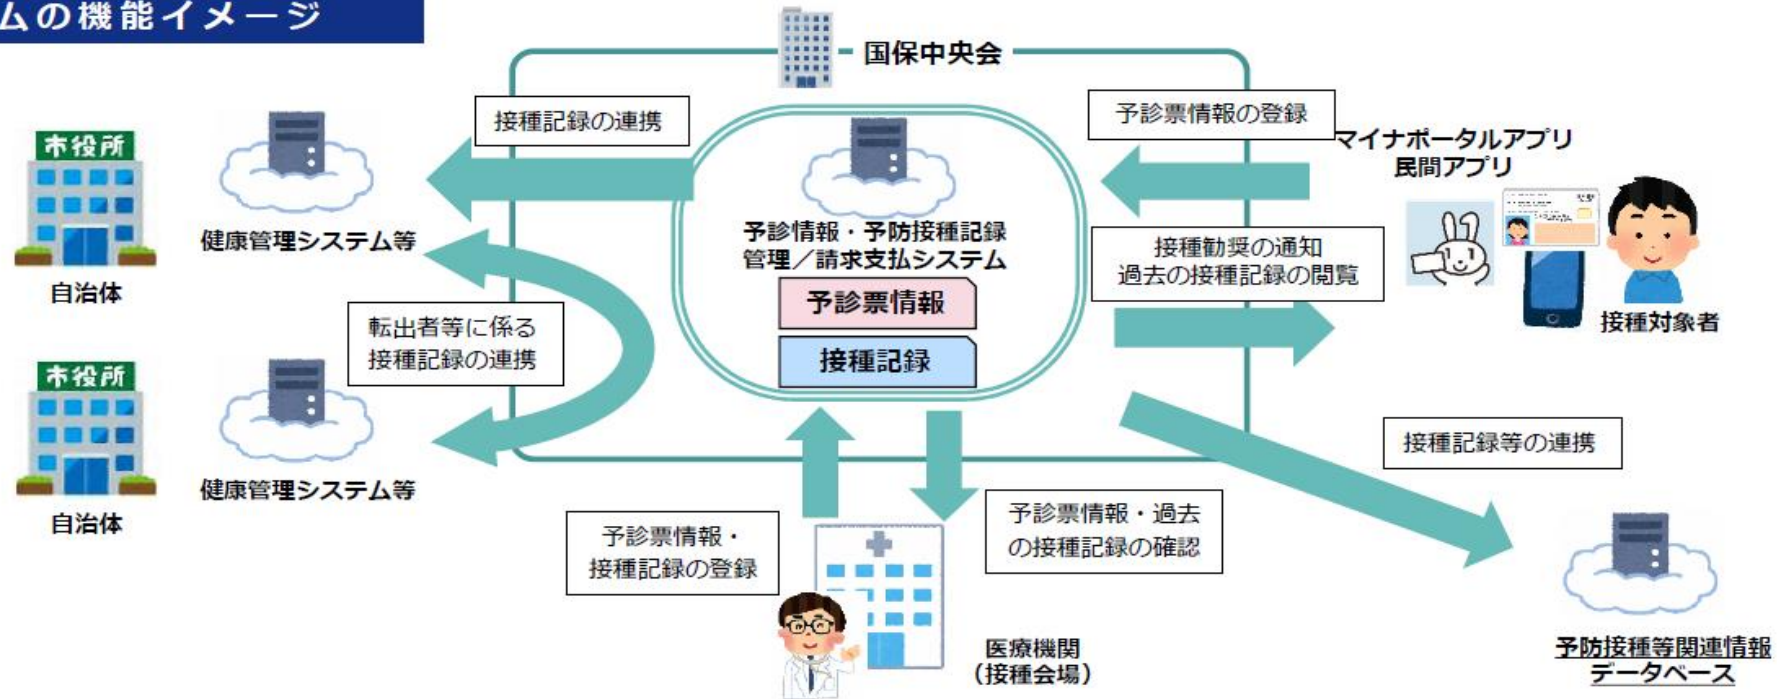 ムの機能イメージ
国保中央会
接種記録の連携
予診票情報の登録
マイナポータルアプリ
民間アプリ
市役所
健康管理システム等
自治体
予診情報・予防接種記録
管理／請求支払システム
予診票情報
接種記録
接種勧奨の通知
過去の接種記録の閲覧
接種対象者
転出者等に係る
接種記録の連携
市役所
健康管理システム等
自治体
接種記録等の連携
予診票情報・
接種記録の登録
予診票情報・過去
の接種記録の確認
医療機関
（接種会場）
予防接種等関連情報
データベース